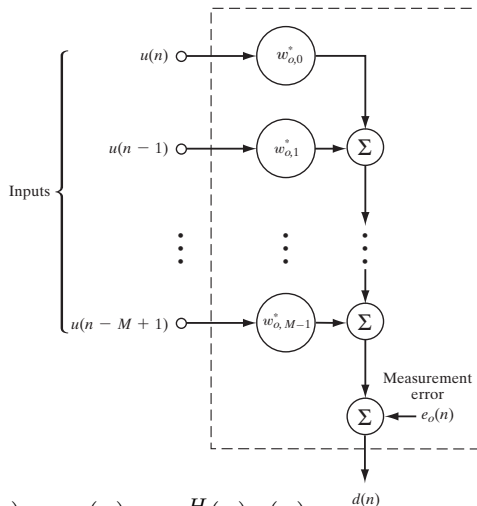 u(n)
w*o,0
u(n − 1)
w*o,1
Σ
Inputs
u(n − M + 1)
w*o, M−1
Σ
Measurement
error
Σ
eo(n)
d(n)